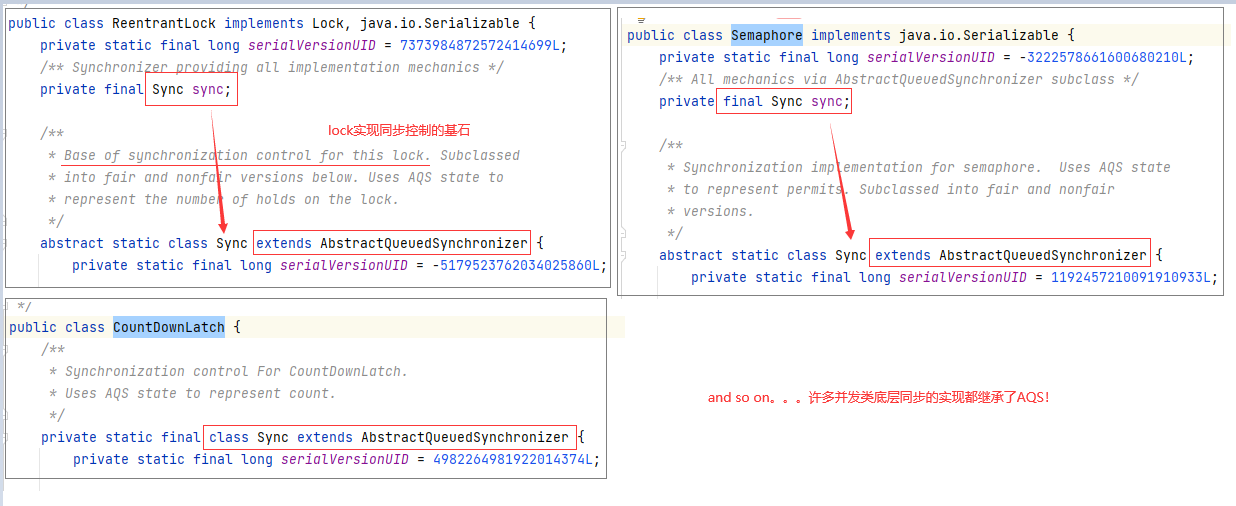 public class ReentrantLock implements Lock, java.io.Serializable {
private static final long serialVersionUID = 7373984872572414699L;
/** Synchronizer providing all implementation mechanics */
private final Sync sync;
lock实现同步控制的基石
/**
* Base of synchronization control for this lock. Subclassed
* into fair and nonfair versions below. Uses AQS state to
* represent the number of holds on the lock.
*/
abstract static class Sync extends AbstractQueuedSynchronizer {
private static final long serialVersionUID = -5179523762034025860L;
public class Semaphore implements java.io.Serializable {
private static final long serialVersionUID = -3222578661600680210L;
/** All mechanics via AbstractQueuedSynchronizer subclass */
private final Sync sync;
/**
* Synchronization implementation for semaphore.  Uses AQS state
* to represent permits. Subclassed into fair and nonfair
* versions.
*/
abstract static class Sync extends AbstractQueuedSynchronizer {
private static final long serialVersionUID = 1192457210091910933L;
*/
public class CountDownLatch {
/**
* Synchronization control For CountDownLatch.
* Uses AQS state to represent count.
*/
private static final class Sync extends AbstractQueuedSynchronizer {
private static final long serialVersionUID = 4982264981922014374L;
and so on。。。许多并发类底层同步的实现都继承了AQS!